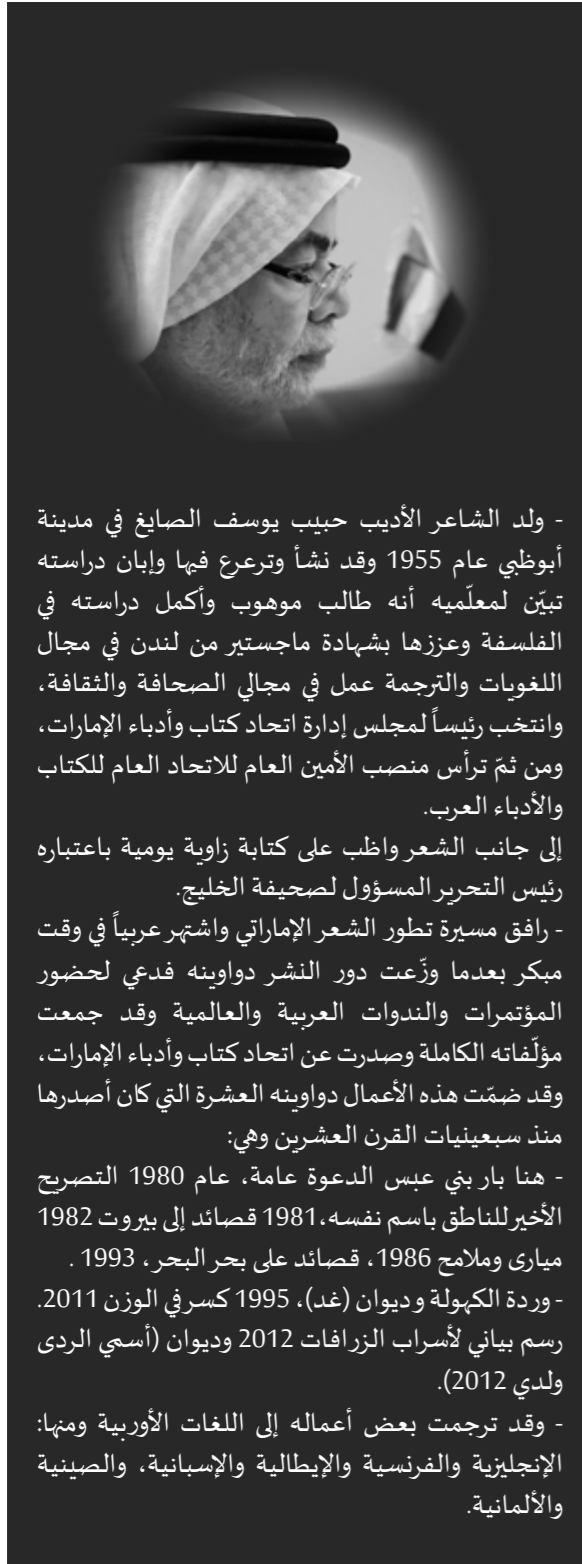 - ولد الشاعر الأديب حبيب يوسف الصايغ في مدينة
أبوظبي عام 1955 وقد نشأ وترعرع فيها وإبان دراسته
تبيّن لمعلّميه أنه طالب موهوب وأكمل دراسته في
الفلسفة وعززها بشهادة ماجستير من لندن في مجال
اللغويات والترجمة عمل في مجالي الصحافة والثقافة،
وانتخب رئيساً لمجلس إدارة اتحاد كتاب وأدباء الإمارات،
ومن ثمّ ترأس منصب الأمين العام للاتحاد العام للكتاب
والأدباء العرب.
إلى جانب الشعر واظب على كتابة زاوية يومية باعتباره
رئيس التحرير المسؤول لصحيفة الخليج.
- رافق مسيرة تطور الشعر الإماراتي واشتهر عربياً في وقت
مبكر بعدما وزّعت دور النشر دواوينه فدعي لحضور
المؤتمرات والندوات العربية والعالمية وقد جمعت
مؤلّفاته الكاملة وصدرت عن اتحاد كتاب وأدباء الإمارات،
وقد ضمّت هذه الأعمال دواوينه العشرة التي كان أصدرها
منذ سبعينيات القرن العشرين وهي:
- هنا بار بني عبس الدعوة عامة، عام 1980 التصريح
الأخير للناطق باسم نفسه،1981 قصائد إلى بيروت 1982
ميارى وملامح 1986، قصائد على بحر البحر، 1993 .
- وردة الكهولة وديوان (غد)، 1995 كسر في الوزن 2011.
رسم بياني لأسراب الزرافات 2012 وديوان (أسمي الردى
ولدي 2012).
- وقد ترجمت بعض أعماله إلى اللغات الأوربية ومنها:
الإنجليزية والفرنسية والإيطالية والإسبانية، والصينية
والألمانية.